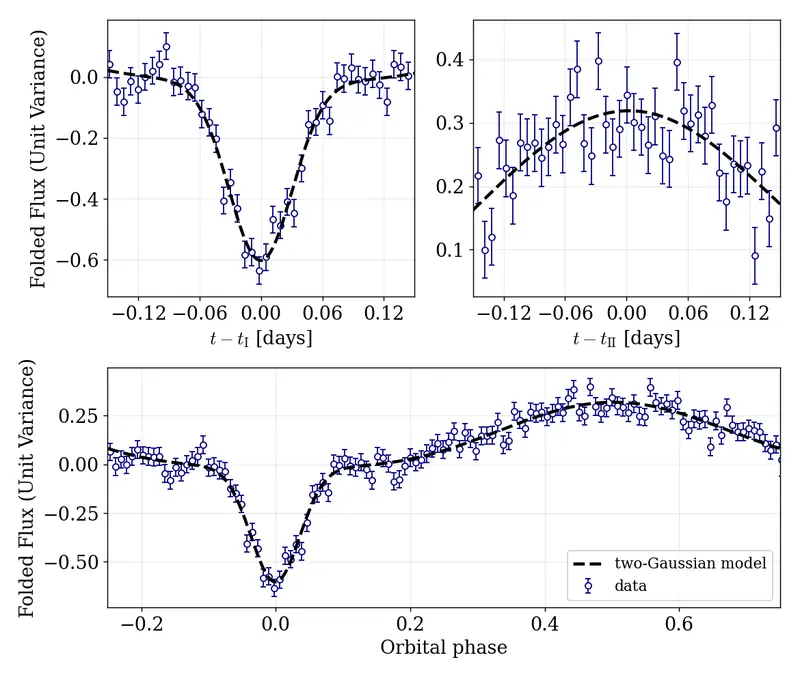 Folded Flux (Unit Variance)
0.0
−0.2
−0.4
−0.6
−0.12 −0.06 0.00 0.06 0.12
t − t_I [days]
0.4
0.3
0.2
0.1
−0.12 −0.06 0.00 0.06 0.12
t − t_II [days]
Folded Flux (Unit Variance)
0.25
0.00
−0.25
−0.50
two-Gaussian model
data
−0.2 0.0 0.2 0.4 0.6
Orbital phase